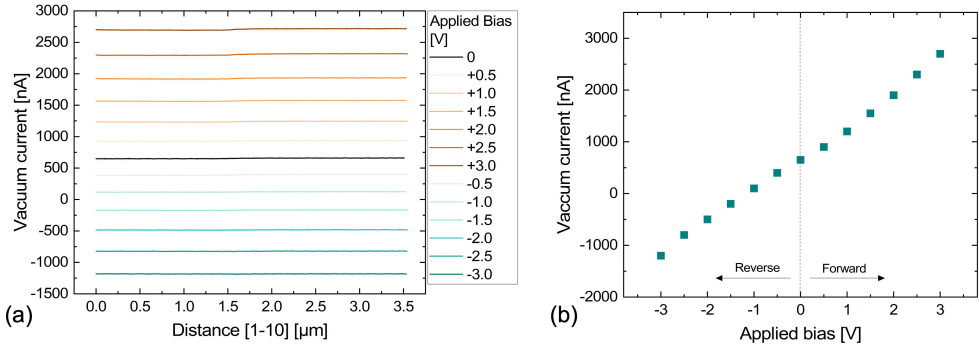 3000
2500
2000
1500
1000
500
0
-500
-1000
-1500
Vacuum current [nA]
0.0 0.5 1.0 1.5 2.0 2.5 3.0 3.5
Distance [1-10] [µm]
(a)
Applied Bias
[V]
0
+0.5
+1.0
+1.5
+2.0
+2.5
+3.0
-0.5
-1.0
-1.5
-2.0
-2.5
-3.0
3000
2000
1000
0
-1000
-2000
Vaccum current [nA]
Reverse Forward
-3 -2 -1 0 1 2 3
Applied bias [V]
(b)